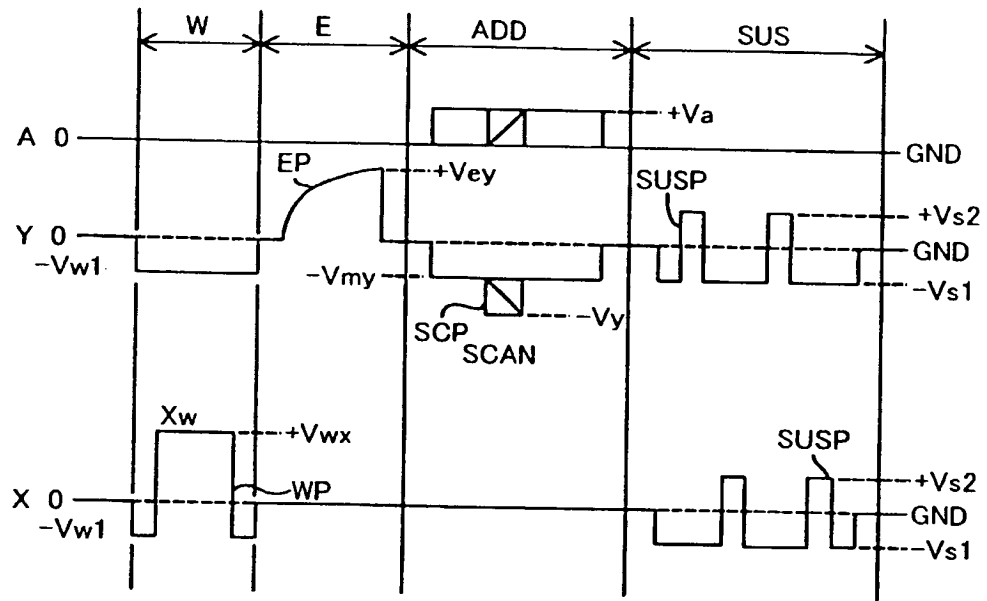 W E ADD SUS
+Va
A 0 GND
EP +Vey SUSP
+Vs2
Y 0 GND
-Vw1 -Vmy -Vs1
SCP -Vy
SCAN
Xw +Vwx SUSP
WP +Vs2
X 0 GND
-Vw1 -Vs1